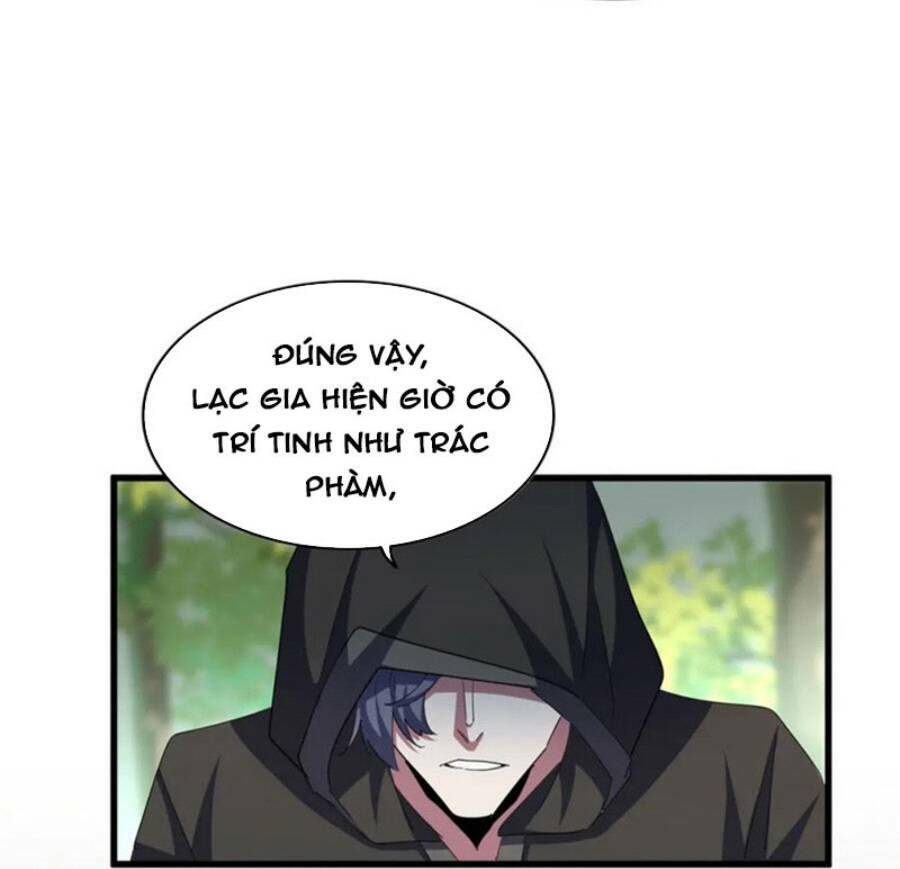 ĐÚNG VẬY,
LẠC GIA HIỆN GIỜ CÓ
TRÍ TINH NHƯ TRÁC
PHÀM,